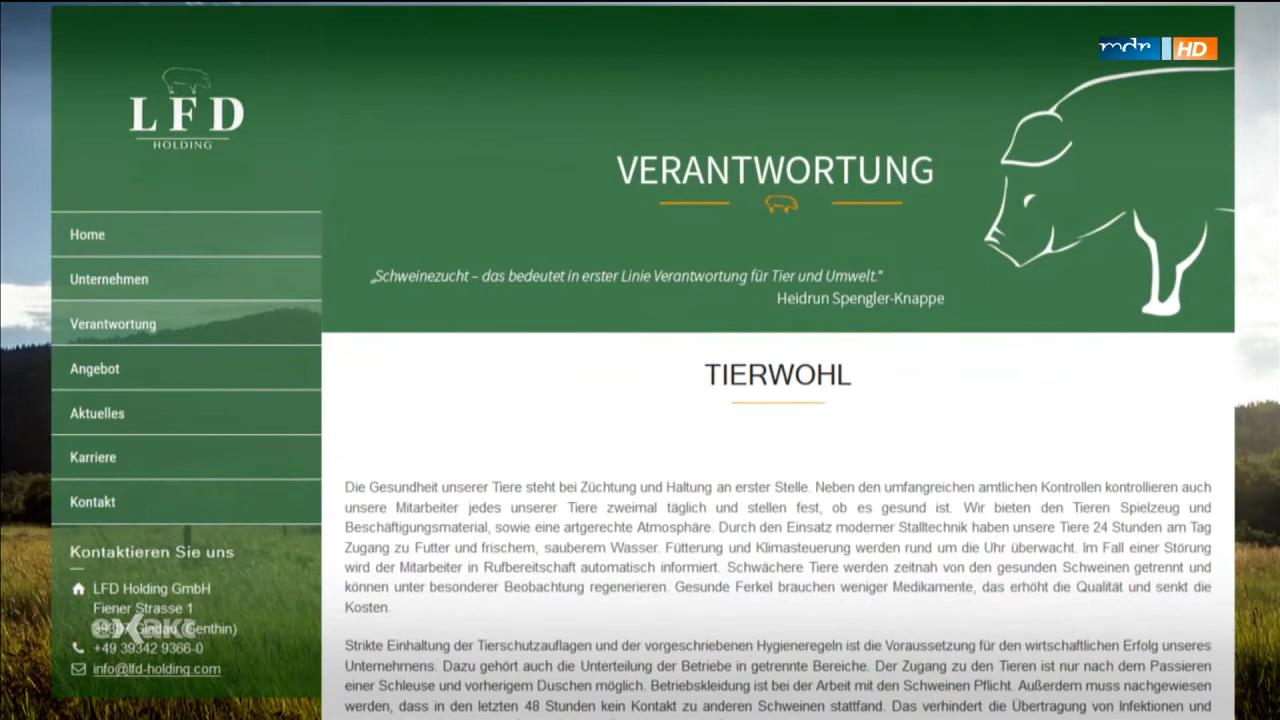 mdr HD
LFD
HOLDING
VERANTWORTUNG
„Schweinezucht – das bedeutet in erster Linie Verantwortung für Tier und Umwelt.“
Heidrun Spengler-Knappe
Home
Unternehmen
Verantwortung
Angebot
Aktuelles
Karriere
Kontakt
Kontaktieren Sie uns
LFD Holding GmbH
Fiener Strasse 1
39307 Gladau (Genthin)
exakt
+49 39342 9366-0
info@lfd-holding.com
TIERWOHL
Die Gesundheit unserer Tiere steht bei Züchtung und Haltung an erster Stelle. Neben den umfangreichen amtlichen Kontrollen kontrollieren auch
unsere Mitarbeiter jedes unserer Tiere zweimal täglich und stellen fest, ob es gesund ist. Wir bieten den Tieren Spielzeug und
Beschäftigungsmaterial, sowie eine artgerechte Atmosphäre. Durch den Einsatz moderner Stalltechnik haben unsere Tiere 24 Stunden am Tag
Zugang zu Futter und frischem, sauberem Wasser. Fütterung und Klimasteuerung werden rund um die Uhr überwacht. Im Fall einer Störung
wird der Mitarbeiter in Rufbereitschaft automatisch informiert. Schwächere Tiere werden zeitnah von den gesunden Schweinen getrennt und
können unter besonderer Beobachtung regenerieren. Gesunde Ferkel brauchen weniger Medikamente, das erhöht die Qualität und senkt die
Kosten.
Strikte Einhaltung der Tierschutzauflagen und der vorgeschriebenen Hygieneregeln ist die Voraussetzung für den wirtschaftlichen Erfolg unseres
Unternehmens. Dazu gehört auch die Unterteilung der Betriebe in getrennte Bereiche. Der Zugang zu den Tieren ist nur nach dem Passieren
einer Schleuse und vorherigem Duschen möglich. Betriebskleidung ist bei der Arbeit mit den Schweinen Pflicht. Außerdem muss nachgewiesen
werden, dass in den letzten 48 Stunden kein Kontakt zu anderen Schweinen stattfand. Das verhindert die Übertragung von Infektionen und